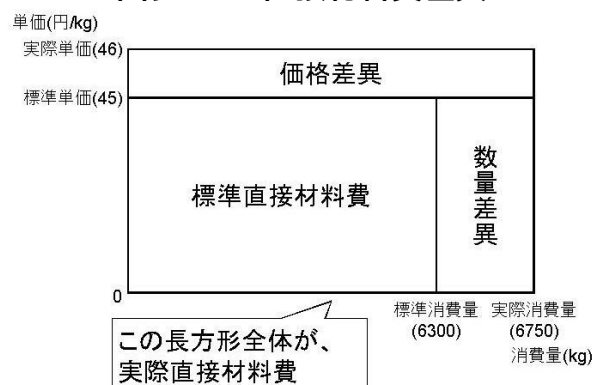 単価(円/kg)
実際単価(46)
価格差異
標準単価(45)
標準直接材料費
数量差異
0
標準消費量
(6300)
実際消費量
(6750)
消費量(kg)
この長方形全体が、
実際直接材料費